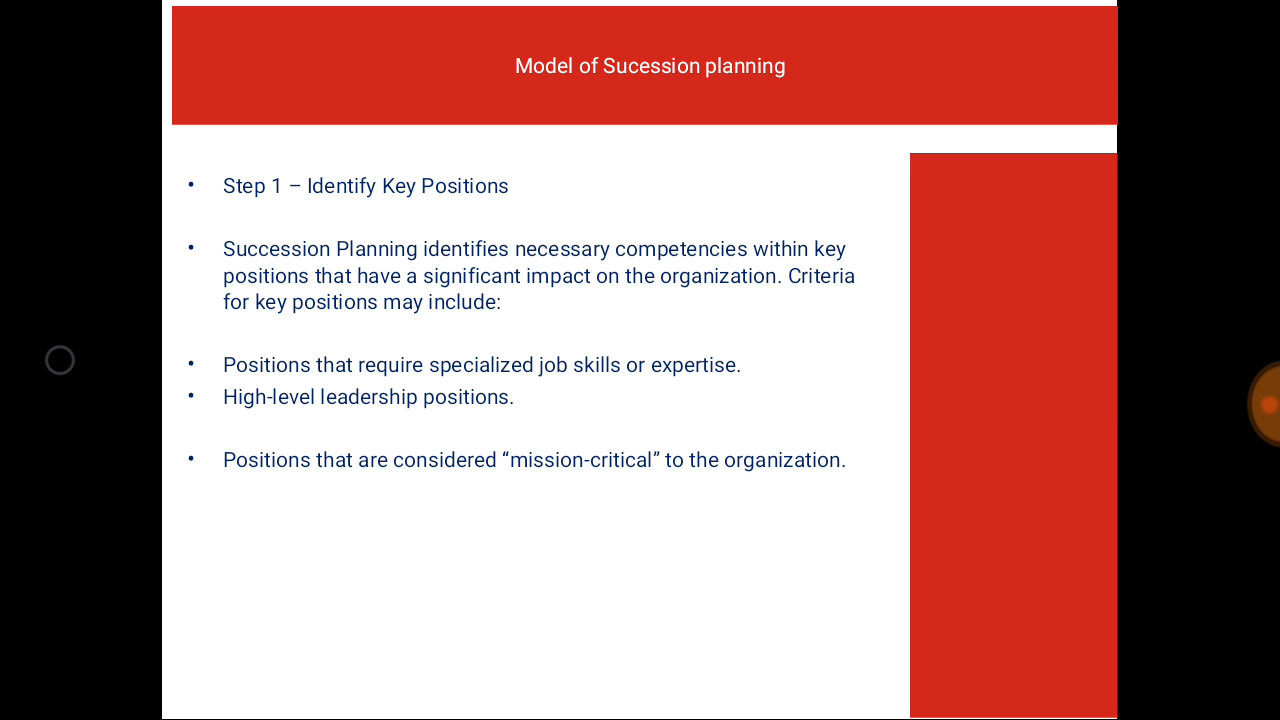 Model of Sucession planning
• Step 1 – Identify Key Positions
• Succession Planning identifies necessary competencies within key
positions that have a significant impact on the organization. Criteria
for key positions may include:
• Positions that require specialized job skills or expertise.
• High-level leadership positions.
• Positions that are considered “mission-critical” to the organization.